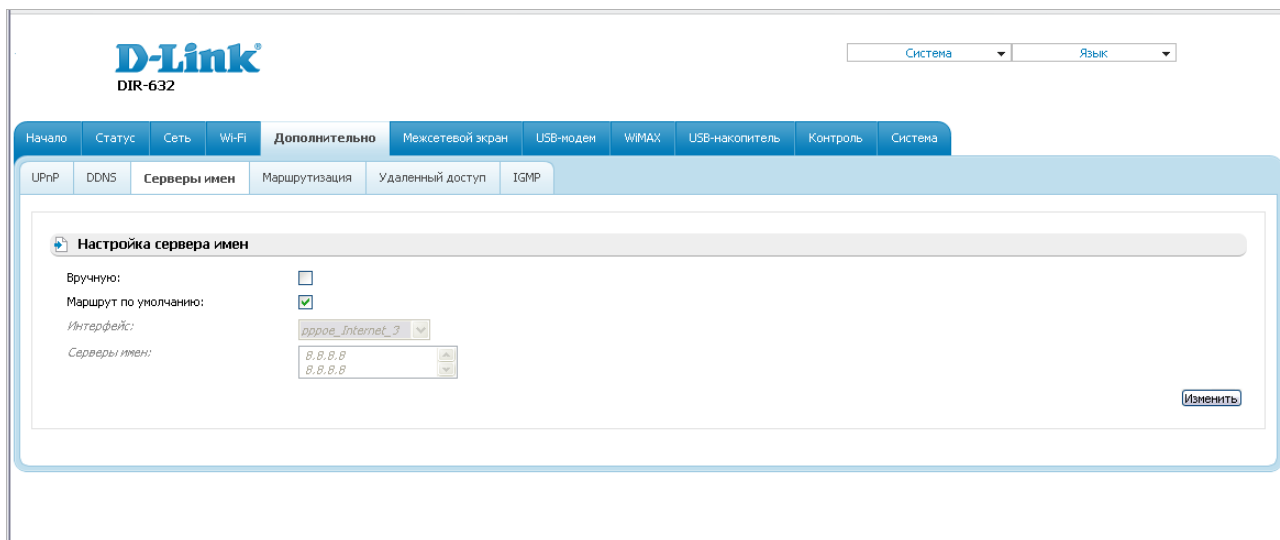 D-Link®
DIR-632
Система
Язык
Начало Статус Сеть Wi-Fi Дополнительно Межсетевой экран USB-модем WiMAX USB-накопитель Контроль Система
UPnP DDNS Серверы имен Маршрутизация Удаленный доступ IGMP
Настройка сервера имен
Вручную:
Маршрут по умолчанию:
Интерфейс: pppoe_Internet_3
Серверы имен: 8.8.8.8
8.8.8.8
Изменить